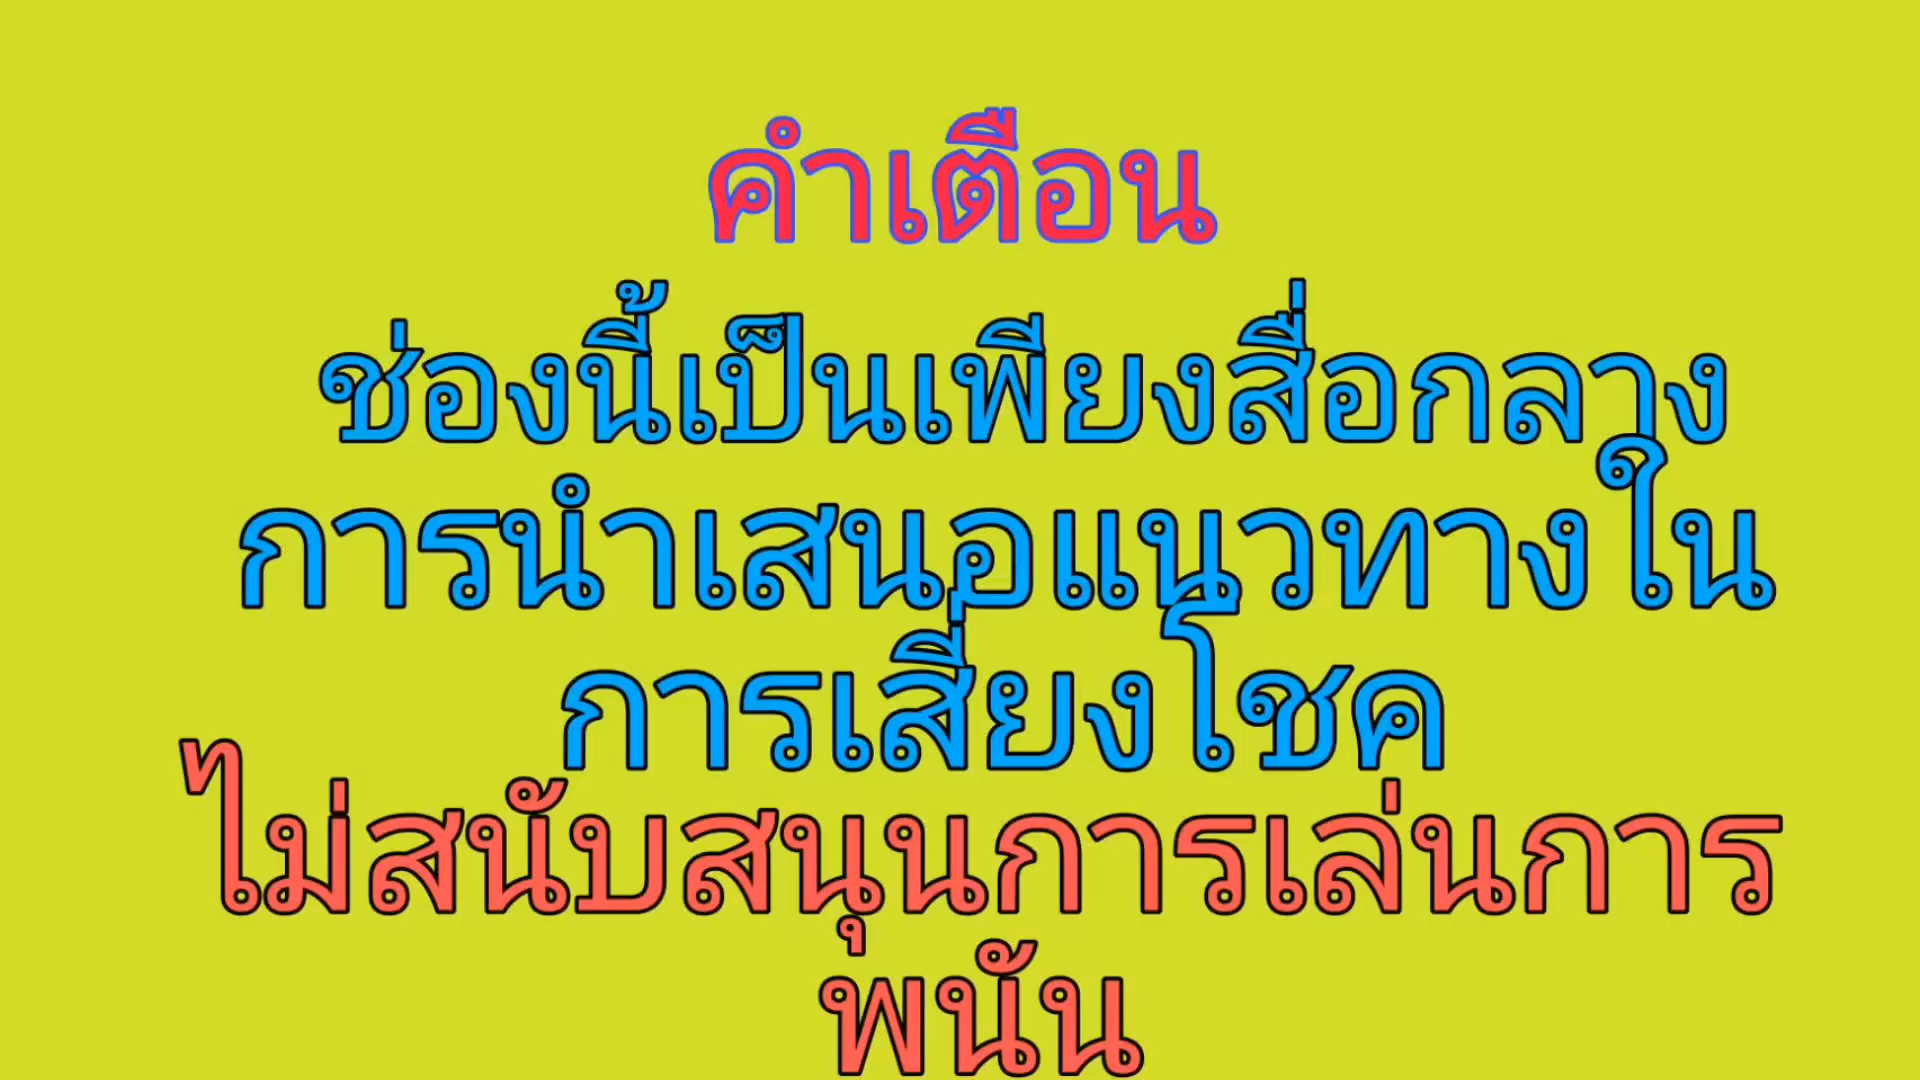 คำเตือน
ช่องนี้เป็นเพียงสื่อกลาง
การนำเสนอแนวทางใน
การเสี่ยงโชค
ไม่สนับสนุนการเล่นการ
พนัน